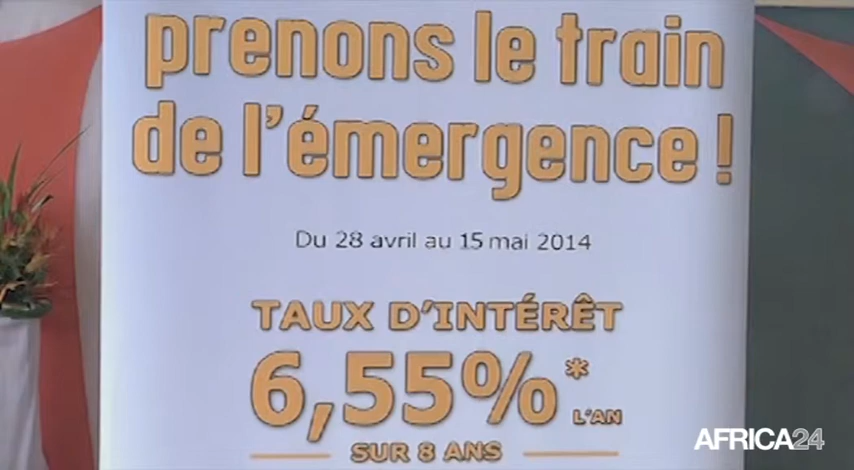 prenons le train
de l'émergence !
Du 28 avril au 15 mai 2014
TAUX D'INTÉRÊT
6,55%*
L'AN
SUR 8 ANS
AFRICA24